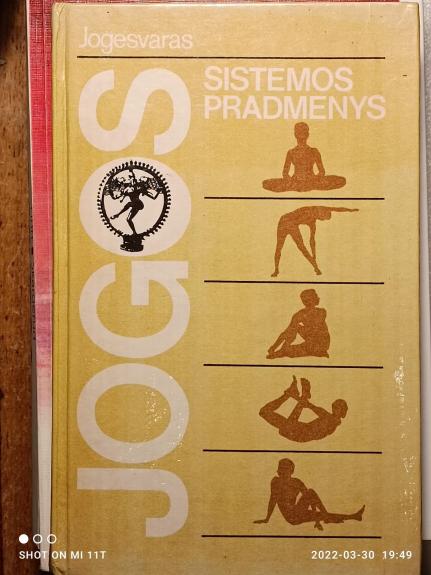 Jogesvaras
JOGOS
SISTEMOS
PRADMENYS
SHOT ON MI 11T
2022-03-30 19:49